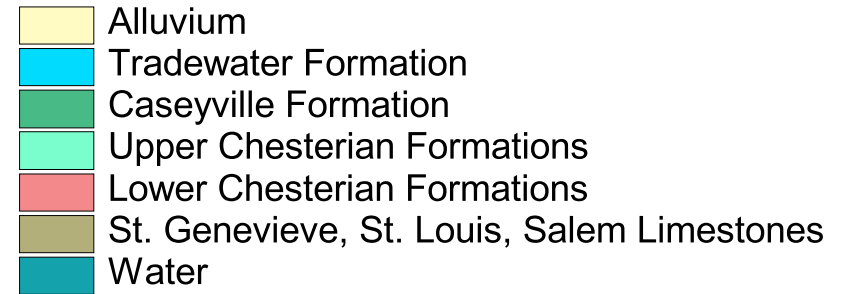 Alluvium
Tradewater Formation
Caseyville Formation
Upper Chesterian Formations
Lower Chesterian Formations
St. Genevieve, St. Louis, Salem Limestones
Water